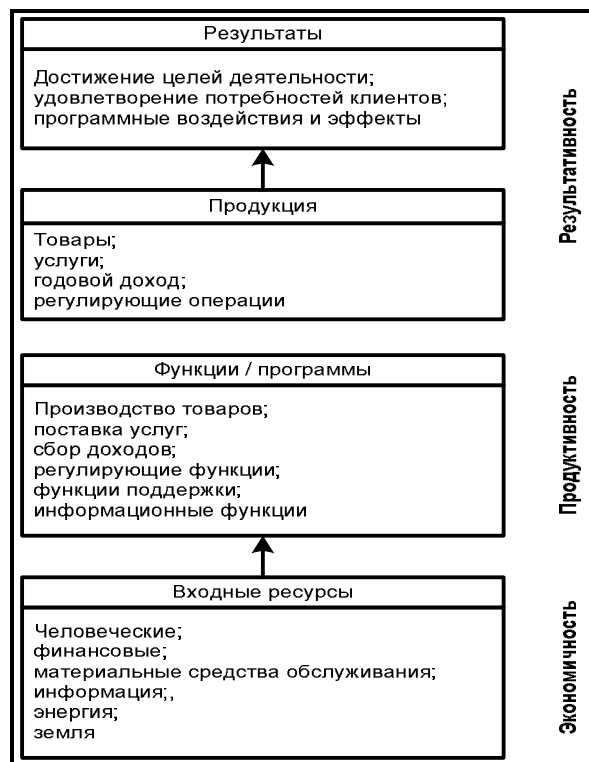 Результаты
Достижение целей деятельности;
удовлетворение потребностей клиентов;
программные воздействия и эффекты
Результативность
Продукция
Товары;
услуги;
годовой доход;
регулирующие операции
Функции / программы
Производство товаров;
поставка услуг;
сбор доходов;
регулирующие функции;
функции поддержки;
информационные функции
Продуктивность
Входные ресурсы
Человеческие;
финансовые;
материальные средства обслуживания;
информация;,
энергия;
земля
Экономичность